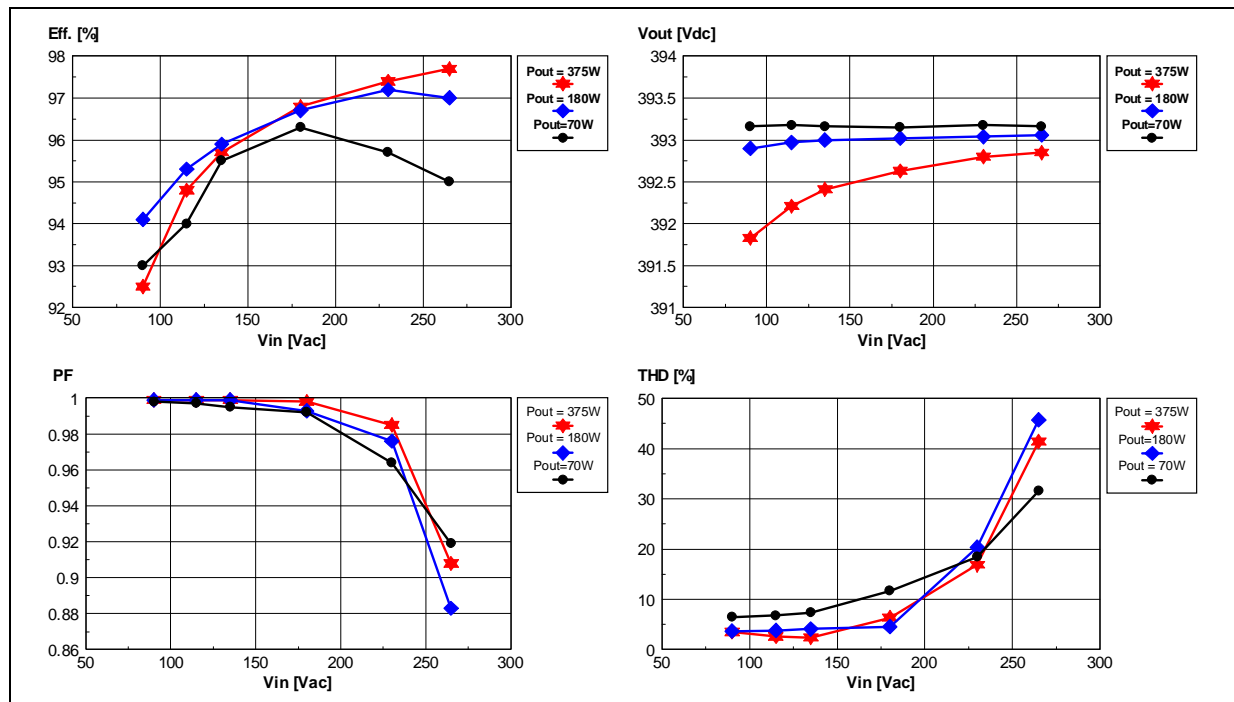 Eff. [%]
98
97
96
95
94
93
92
50
100
150
200
250
300
Vin [Vac]
Pout = 375W
Pout = 180W
Pout=70W
Vout [Vdc]
394
393.5
393
392.5
392
391.5
391
50
100
150
200
250
300
Vin [Vac]
Pout = 375W
Pout = 180W
Pout=70W
PF
1
0.98
0.96
0.94
0.92
0.9
0.88
0.86
50
100
150
200
250
300
Vin [Vac]
Pout = 375W
Pout = 180W
Pout=70W
THD [%]
50
40
30
20
10
0
50
100
150
200
250
300
Vin [Vac]
Pout = 375W
Pout=180W
Pout = 70W